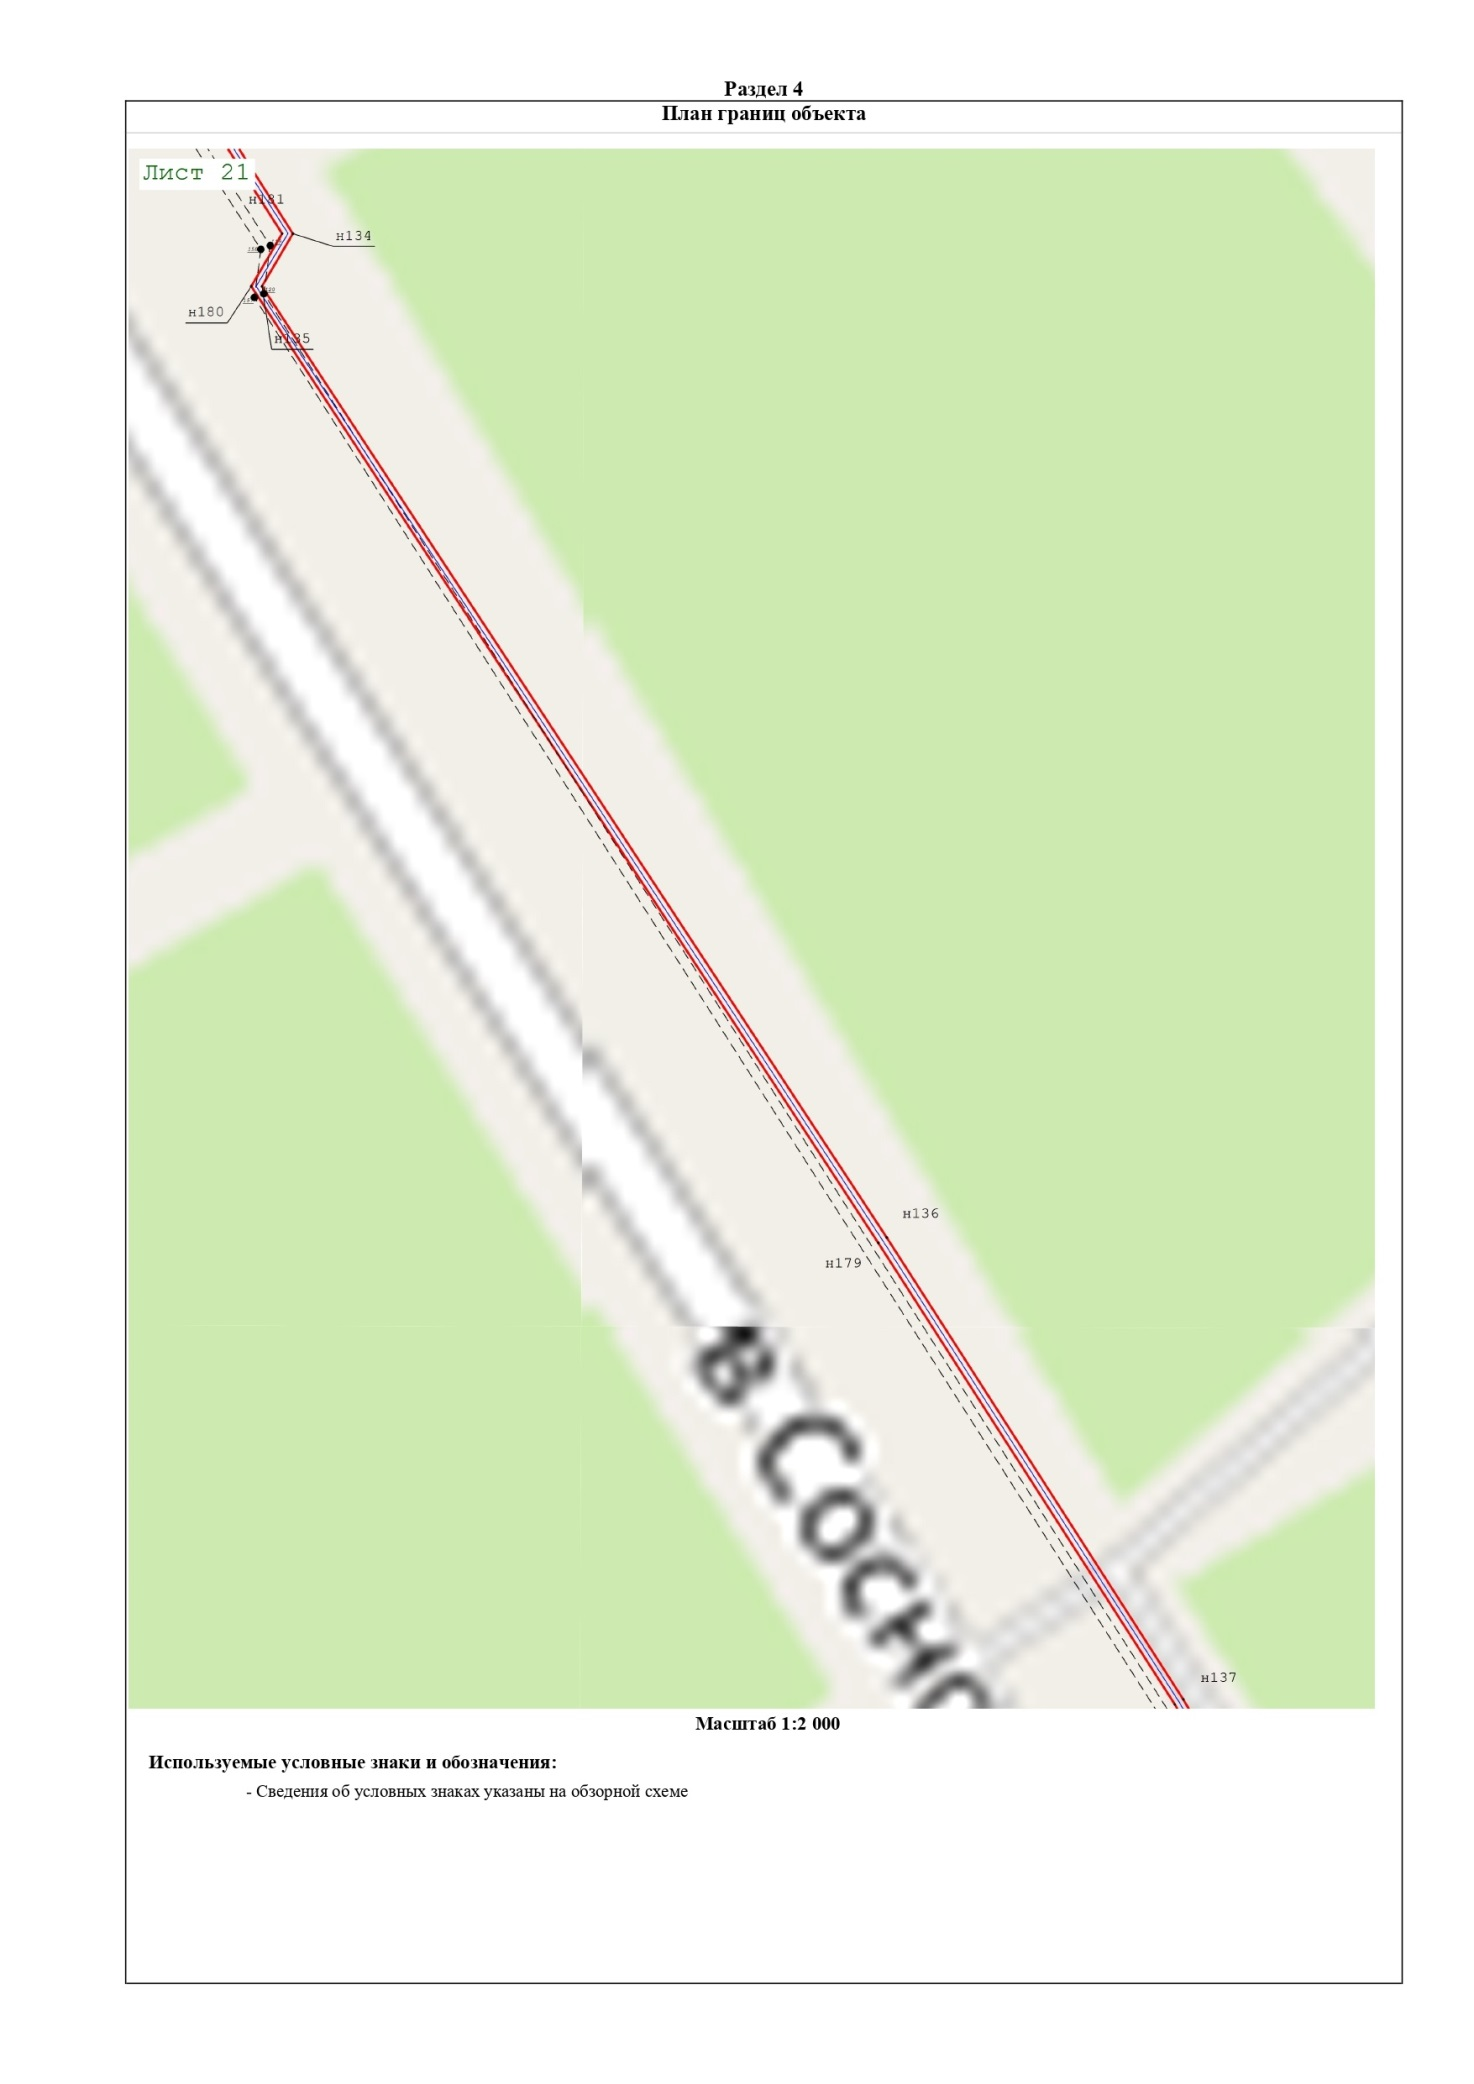 Раздел 4
План границ объекта
Лист 21
н181
н134
н180
н135
н136
н179
В Сосно
н137
Масштаб 1:2 000
Используемые условные знаки и обозначения:
- Сведения об условных знаках указаны на обзорной схеме